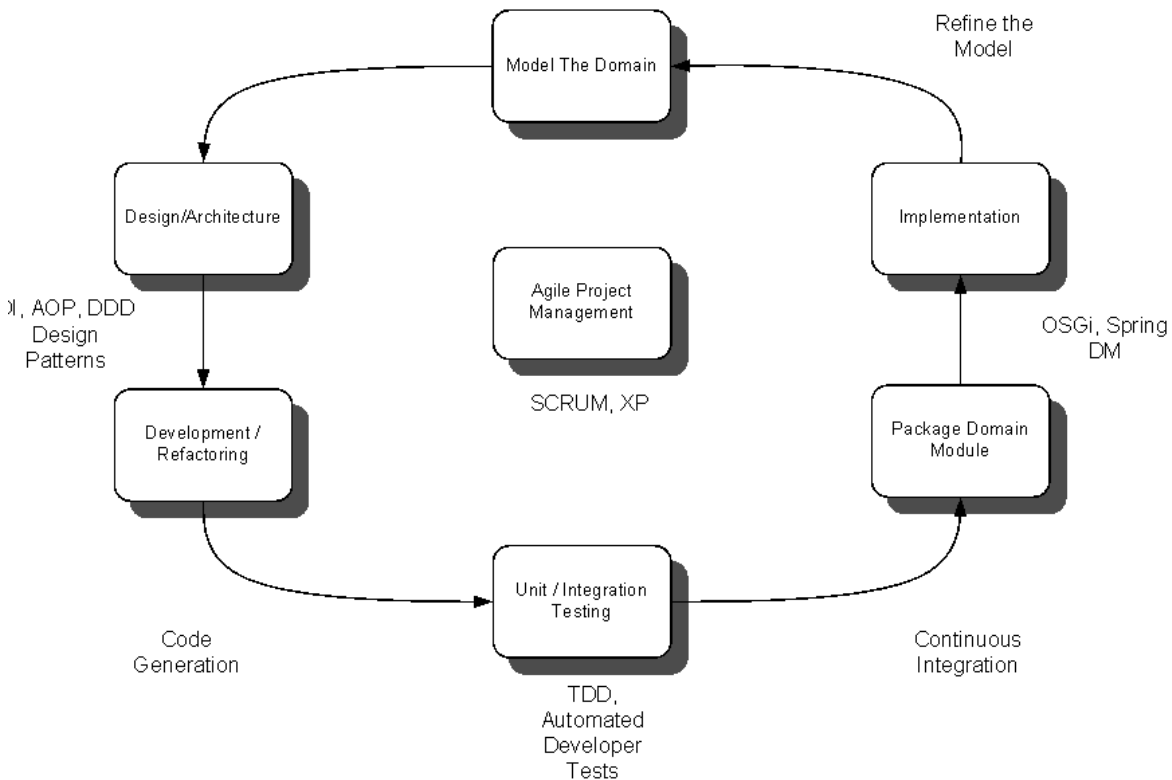 Refine the
Model
Model The Domain
Design/Architecture
Implementation
Agile Project
Management
AOP, DDD
Design
Patterns
OSGi, Spring
DM
SCRUM, XP
Development /
Refactoring
Package Domain
Module
Unit / Integration
Testing
Code
Generation
Continuous
Integration
TDD,
Automated
Developer
Tests